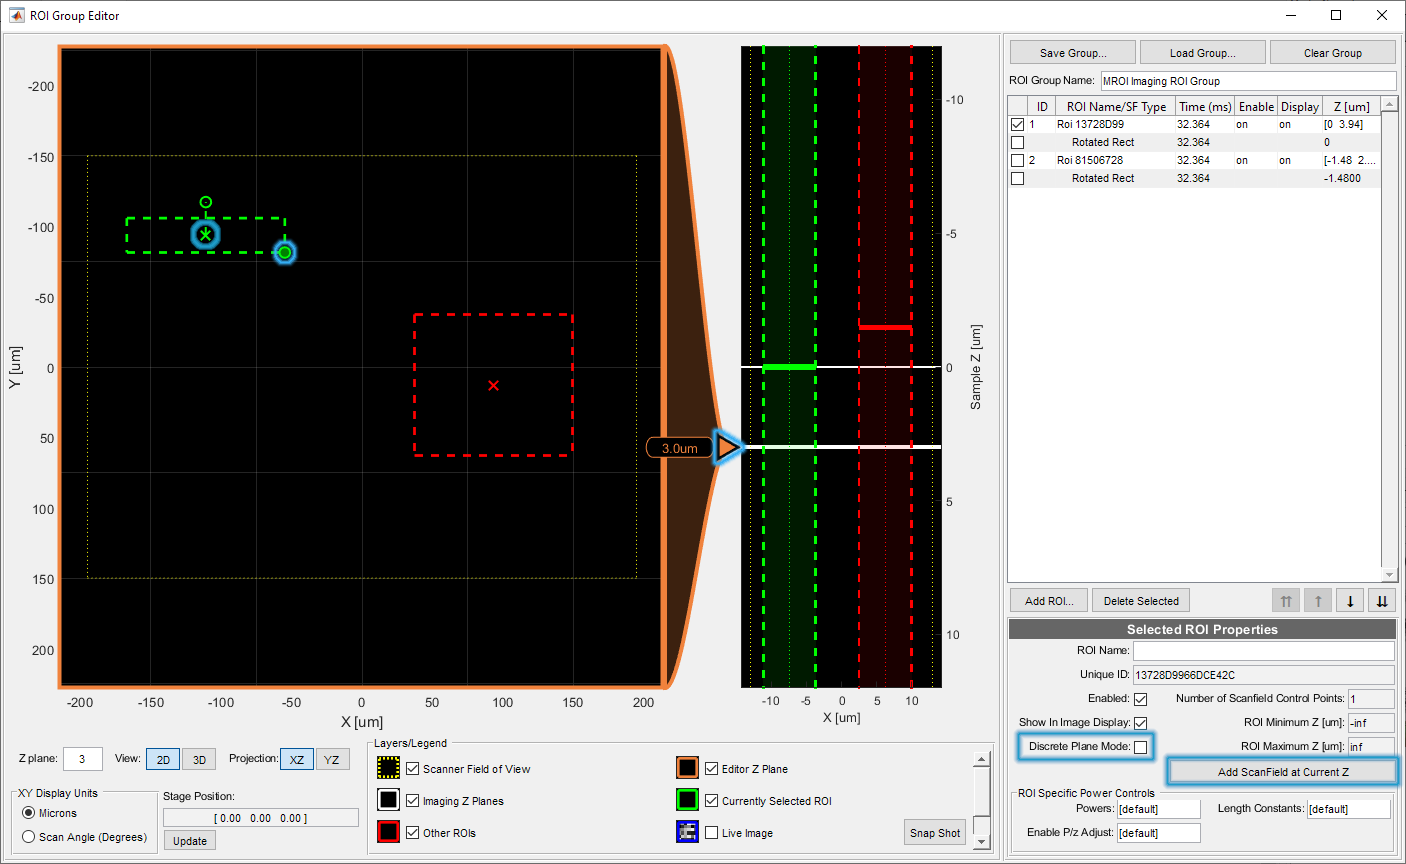 ROI Group Editor
-200
-150
-100
-50
0
50
100
150
200
Y [um]
-200
-150
-100
-50
0
50
100
150
200
X [um]
3.0um
-10
-5
0
5
10
Sample Z [um]
-10
-5
0
5
10
X [um]
Save Group...
Load Group...
Clear Group
ROI Group Name: MROI Imaging ROI Group
ID ROI Name/SF Type Time (ms) Enable Display Z [um]
1 Roi 13728D99 32.364 on on [0 3.94]
Rotated Rect 32.364 0
2 Roi 81506728 32.364 on on [-1.48 2....
Rotated Rect 32.364 -1.4800
Add ROI...
Delete Selected
Selected ROI Properties
ROI Name:
Unique ID: 13728D9966DCE42C
Enabled: Number of Scanfield Control Points: 1
Show In Image Display: ROI Minimum Z [um]: -inf
Discrete Plane Mode: ROI Maximum Z [um]: inf
Add ScanField at Current Z
ROI Specific Power Controls
Powers: [default] Length Constants: [default]
Enable P/z Adjust: [default]
Z plane: 3 View: 2D 3D Projection: XZ YZ
XY Display Units
Microns
Scan Angle (Degrees)
Stage Position:
[ 0.00 0.00 0.00 ]
Update
Layers/Legend
Scanner Field of View
Editor Z Plane
Imaging Z Planes
Currently Selected ROI
Other ROIs
Live Image
Snap Shot